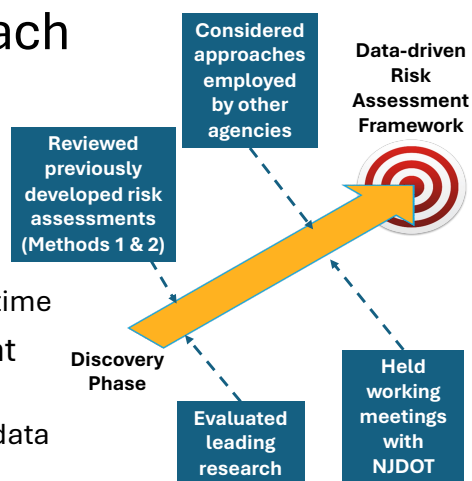 ach
Considered
approaches
employed
by other
agencies
Data-driven
Risk
Assessment
Framework
Reviewed
previously
developed risk
assessments
(Methods 1 & 2)
time
Discovery
Phase
data
Evaluated
leading
research
Held
working
meetings
with
NJDOT